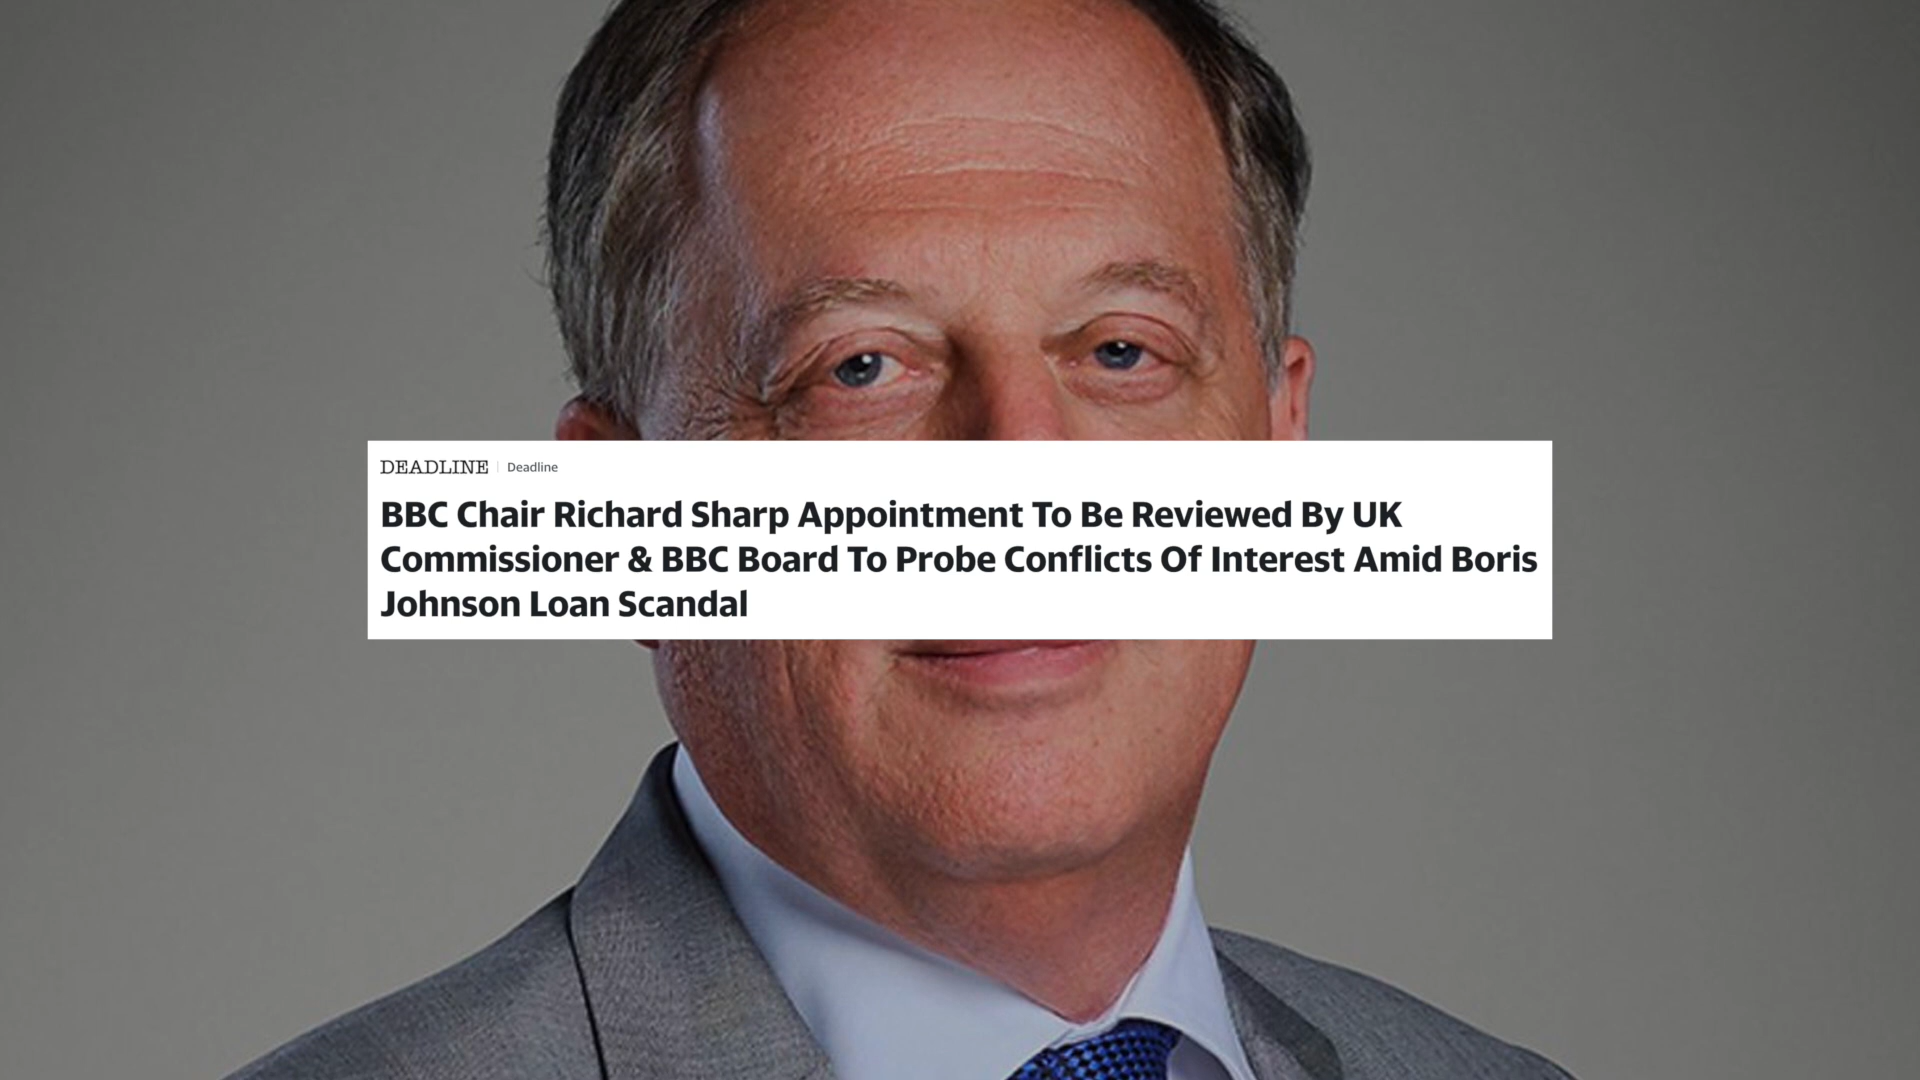 DEADLINE | Deadline
BBC Chair Richard Sharp Appointment To Be Reviewed By UK
Commissioner & BBC Board To Probe Conflicts Of Interest Amid Boris
Johnson Loan Scandal